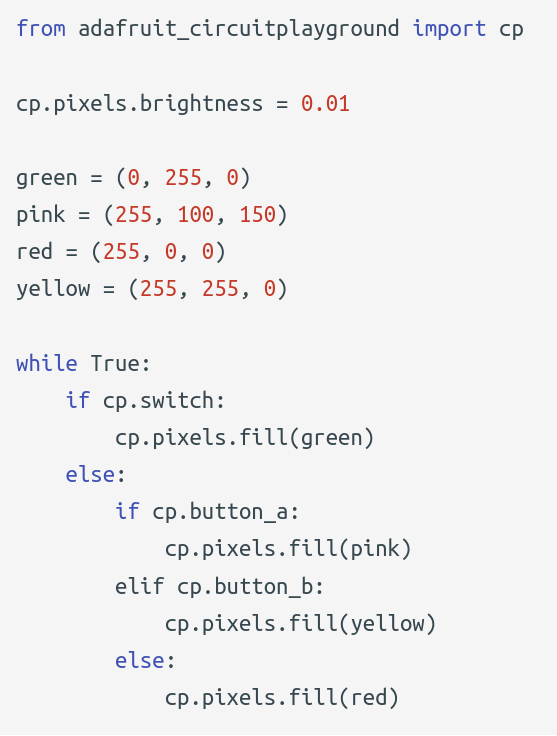 from adafruit_circuitplayground import cp

cp.pixels.brightness = 0.01

green = (0, 255, 0)
pink = (255, 100, 150)
red = (255, 0, 0)
yellow = (255, 255, 0)

while True:
    if cp.switch:
        cp.pixels.fill(green)
    else:
        if cp.button_a:
            cp.pixels.fill(pink)
        elif cp.button_b:
            cp.pixels.fill(yellow)
        else:
            cp.pixels.fill(red)